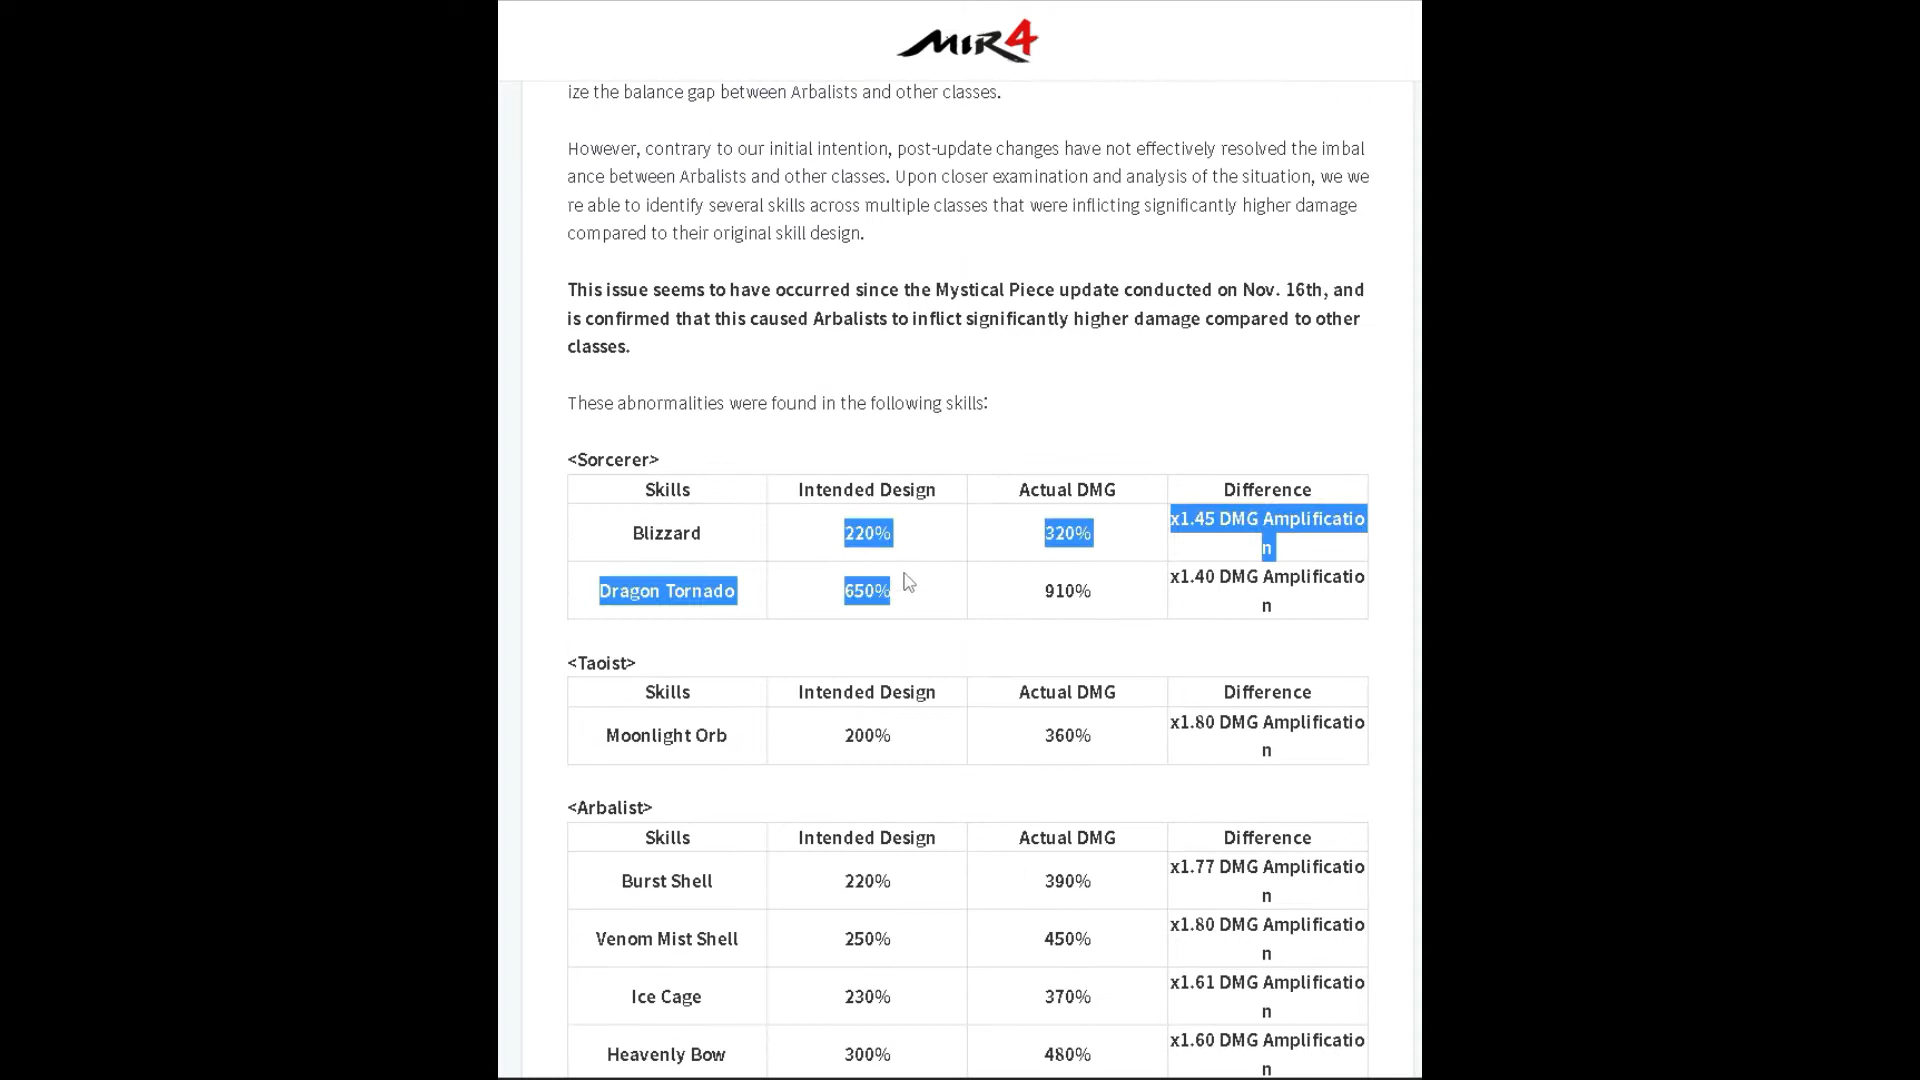 MIR4
ize the balance gap between Arbalists and other classes.
However, contrary to our initial intention, post-update changes have not effectively resolved the imbal
ance between Arbalists and other classes. Upon closer examination and analysis of the situation, we we
re able to identify several skills across multiple classes that were inflicting significantly higher damage
compared to their original skill design.
This issue seems to have occurred since the Mystical Piece update conducted on Nov. 16th, and
is confirmed that this caused Arbalists to inflict significantly higher damage compared to other
classes.
These abnormalities were found in the following skills:
<Sorcerer>
Skills Intended Design Actual DMG Difference
Blizzard 220% 320% x1.45 DMG Amplificatio
n
Dragon Tornado 650% 910% x1.40 DMG Amplificatio
n
<Taoist>
Skills Intended Design Actual DMG Difference
Moonlight Orb 200% 360% x1.80 DMG Amplificatio
n
<Arbalist>
Skills Intended Design Actual DMG Difference
Burst Shell 220% 390% x1.77 DMG Amplificatio
n
Venom Mist Shell 250% 450% x1.80 DMG Amplificatio
n
Ice Cage 230% 370% x1.61 DMG Amplificatio
n
Heavenly Bow 300% 480% x1.60 DMG Amplificatio
n